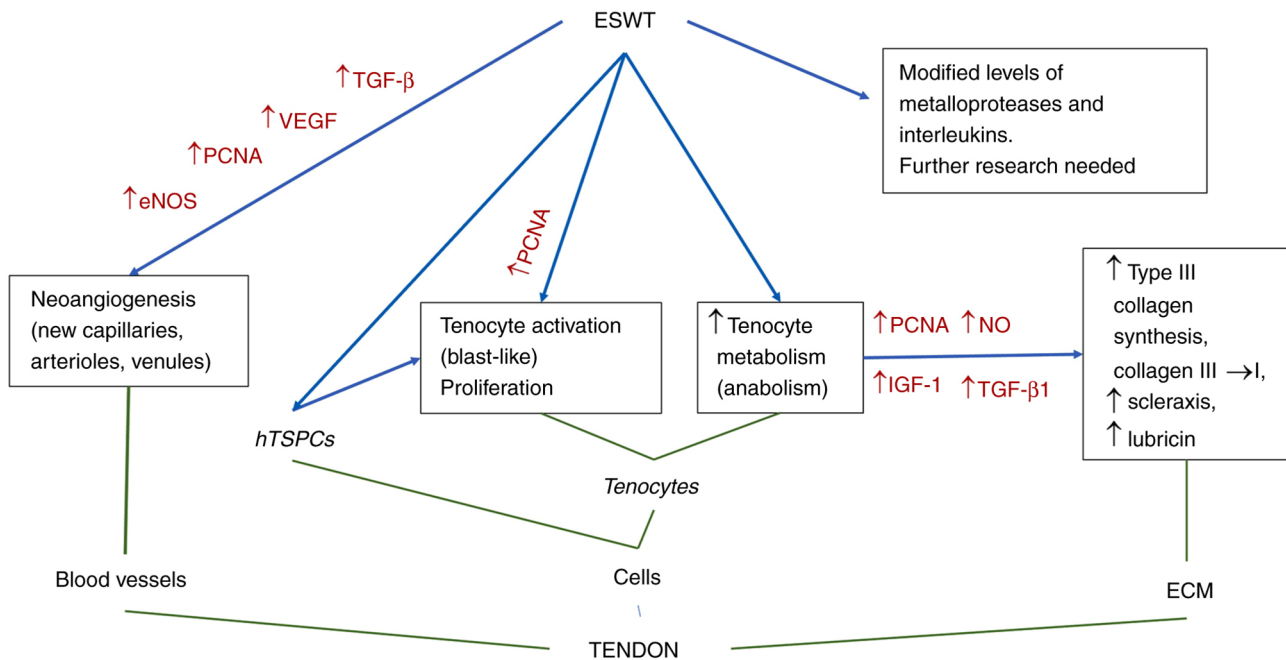 ESWT
↑TGF-β
↑VEGF
↑PCNA
↑eNOS
Modified levels of
metalloproteases and
interleukins.
Further research needed
↑PCNA
Neoangiogenesis
(new capillaries,
arterioles, venules)
Tenocyte activation
(blast-like)
Proliferation
↑ Tenocyte
metabolism
(anabolism)
↑PCNA ↑NO
↑IGF-1 ↑TGF-β1
↑ Type III
collagen
synthesis,
collagen III →I,
↑ scleraxis,
↑ lubricin
hTSPCs
Tenocytes
Blood vessels
Cells
ECM
TENDON